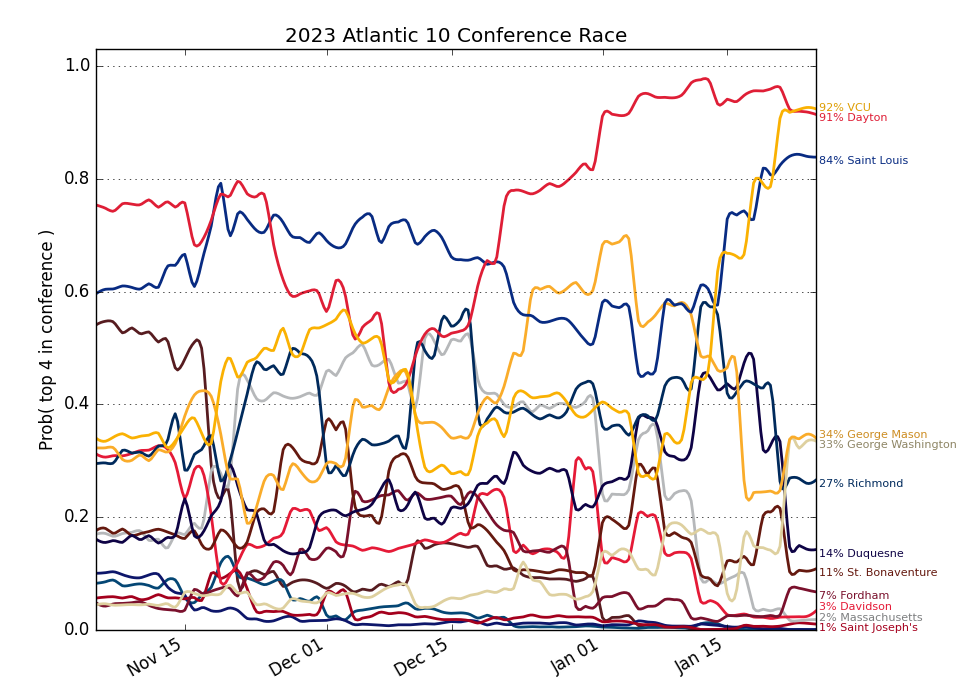 2023 Atlantic 10 Conference Race
Prob( top 4 in conference )
1.0
0.8
0.6
0.4
0.2
0.0
Nov 15
Dec 01
Dec 15
Jan 01
Jan 15
92% VCU
91% Dayton
84% Saint Louis
34% George Mason
33% George Washington
27% Richmond
14% Duquesne
11% St. Bonaventure
7% Fordham
3% Davidson
2% Massachusetts
1% Saint Joseph's